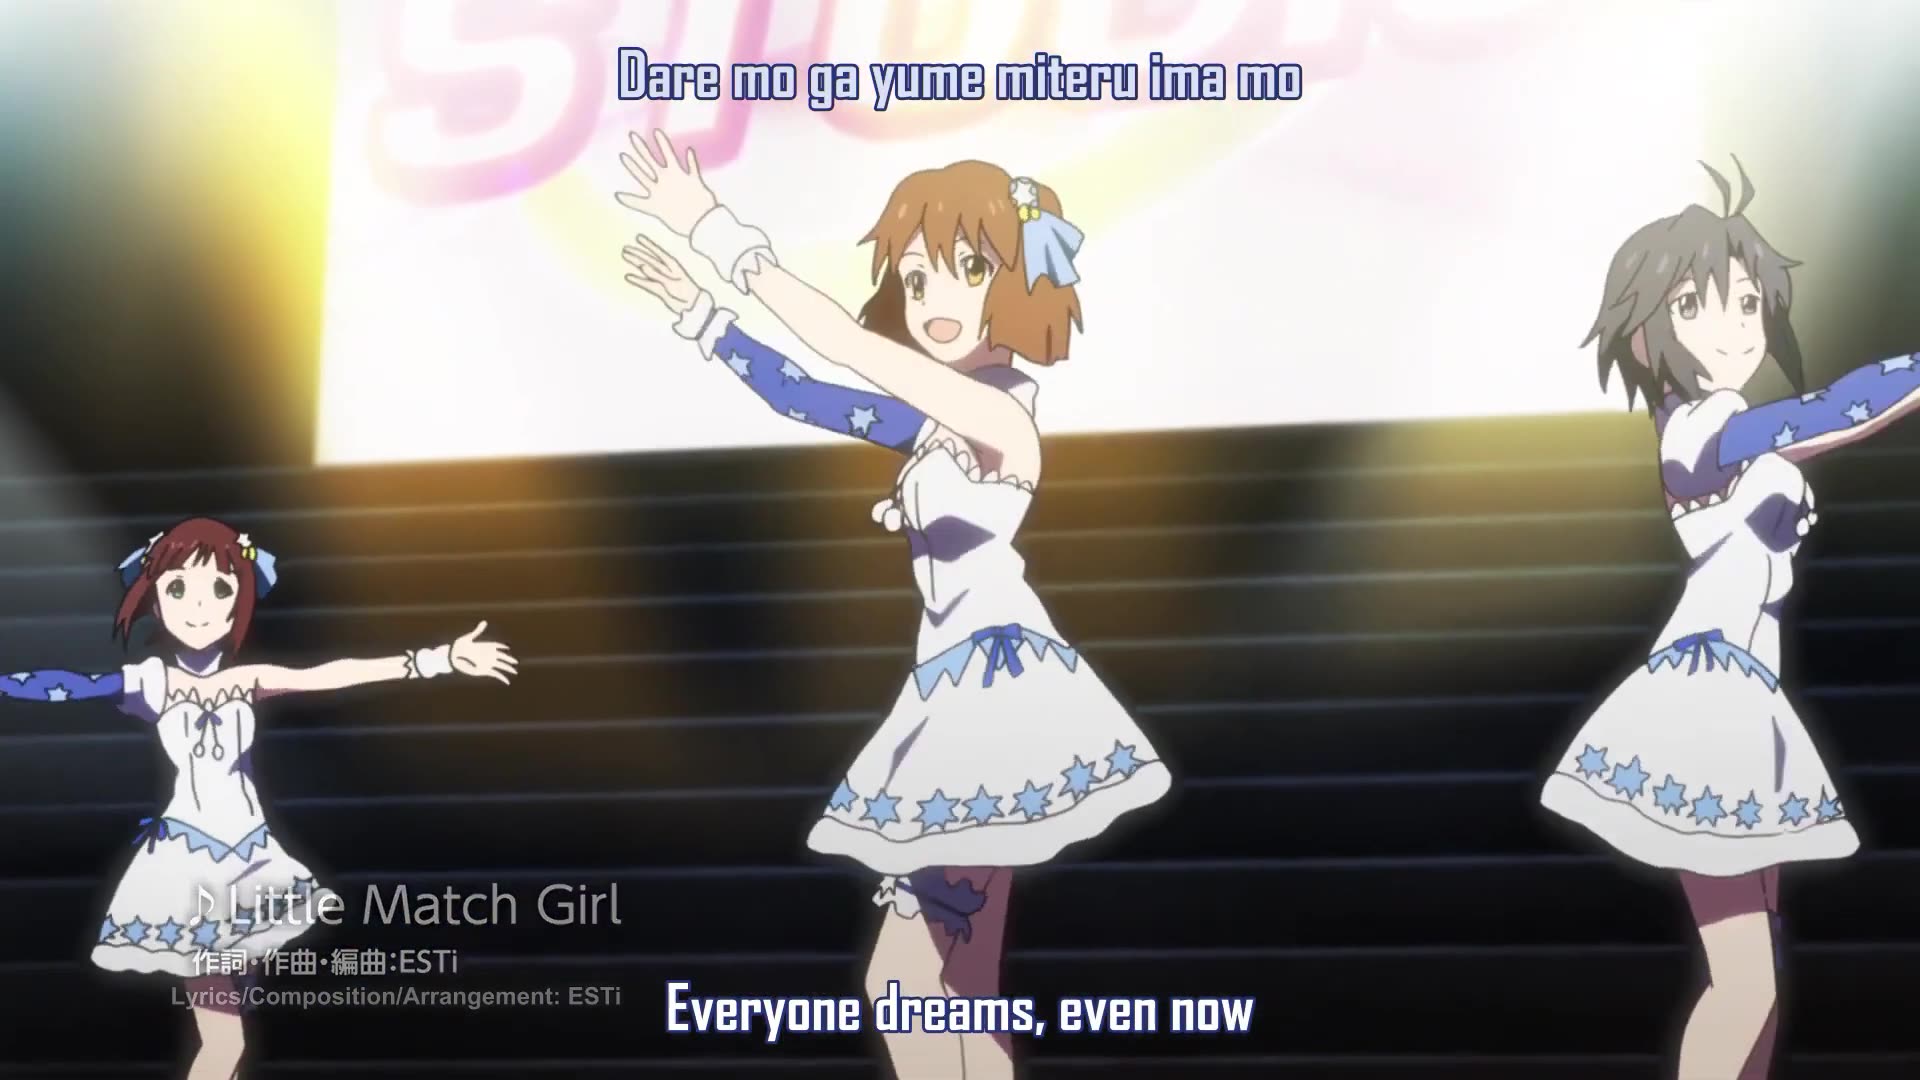 STUDIO
Dare mo ga yume miteru ima mo
♪Little Match Girl
作詞・作曲・編曲:ESTi
Lyrics/Composition/Arrangement: ESTi
Everyone dreams, even now